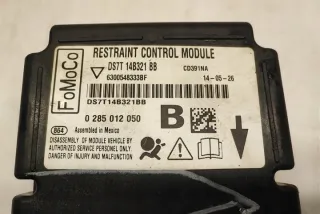 FoMoCo
RESTRAINT CONTROL MODULE
DS7T 14B321 BB
CD391NA
6300548333BF
14-05-26
DS7T14B321BB
0 285 012 050
B
864 Assembled in Mexico
DISASSEMBLY OF MODULE VEHICLE BY
AUTHORIZED SERVICE PERSONNEL ONLY.
DANGER OF INJURY AND MALFUNCTION